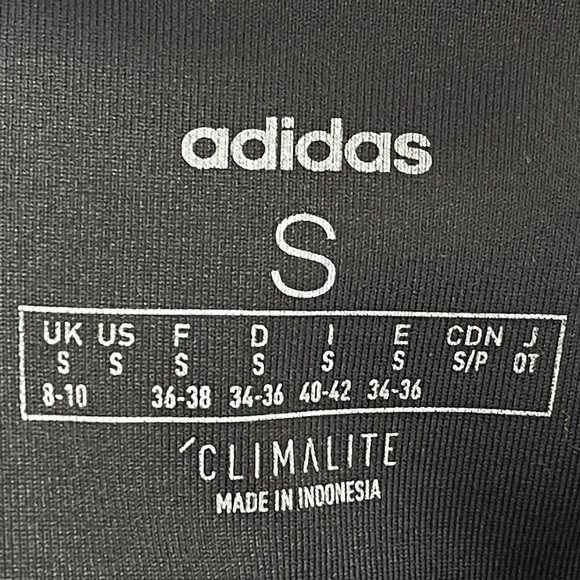 adidas
S
UK US F D I E CDN J
S S S S S S S/P OT
8-10 36-38 34-36 40-42 34-36
CLIMALITE
MADE IN INDONESIA